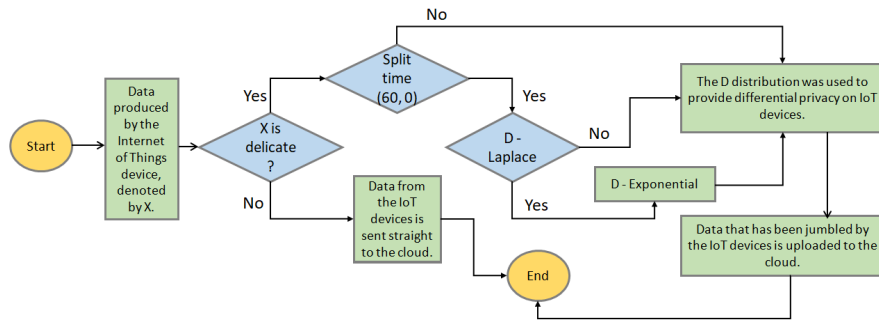 Start
Data
produced
by the
Internet
of Things
device,
denoted
by X.
X is
delicate
?
Yes
No
Split
time
(60, 0)
No
Yes
D -
Laplace
No
Yes
D - Exponential
The D distribution was used to
provide differential privacy on IoT
devices.
Data from
the IoT
devices is
sent straight
to the cloud.
Data that has been jumbled by
the IoT devices is uploaded to the
cloud.
End